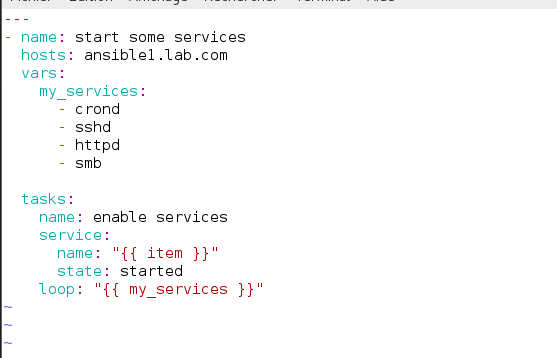 ---
- name: start some services
  hosts: ansible1.lab.com
  vars:
    my_services:
      - crond
      - sshd
      - httpd
      - smb

  tasks:
    name: enable services
    service:
      name: "{{ item }}"
      state: started
    loop: "{{ my_services }}"
~
~
~